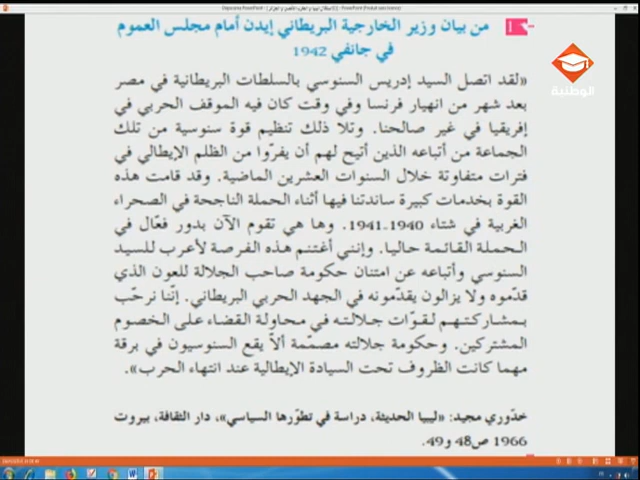 من بيان وزير الخارجية البريطاني إيدن أمام مجلس العموم
في جانفي 1942
«لقد اتصل السيد إدريس السنوسي بالسلطات البريطانية في مصر
بعد شهر من انهيار فرنسا وفي وقت كان فيه الموقف الحربي في
إفريقيا في غير صالحنا. وتلا ذلك تنظيم قوة سنوسية من تلك
الجماعة من أتباعه الذين أتيح لهم أن يفرّوا من الظلم الإيطالي في
فترات متفاوتة خلال السنوات العشرين الماضية. وقد قامت هذه
القوة بخدمات كبيرة ساندتنا فيها أثناء الحملة الناجحة في الصحراء
الغربية في شتاء 1940-1941. وها هي تقوم الآن بدور فعّال في
الحملة القائمة حاليا. وإنني أغتنم هذه الفرصة لأعرب للسيد
السنوسي وأتباعه عن امتنان حكومة صاحب الجلالة للعون الذي
قدّموه ولا يزالون يقدّمونه في الجهد الحربي البريطاني. إنّنا نرحّب
بمشاركتهم لقوّات جلالته في محاولة القضاء على الخصوم
المشتركين. وحكومة جلالته مصمّمة ألاّ يقع السنوسيون في برقة
مهما كانت الظروف تحت السيادة الإيطالية عند انتهاء الحرب».
خدّوري مجيد: «ليبيا الحديثة، دراسة في تطوّرها السياسي»، دار الثقافة، بيروت
1966 ص48 و49.
الوطنية